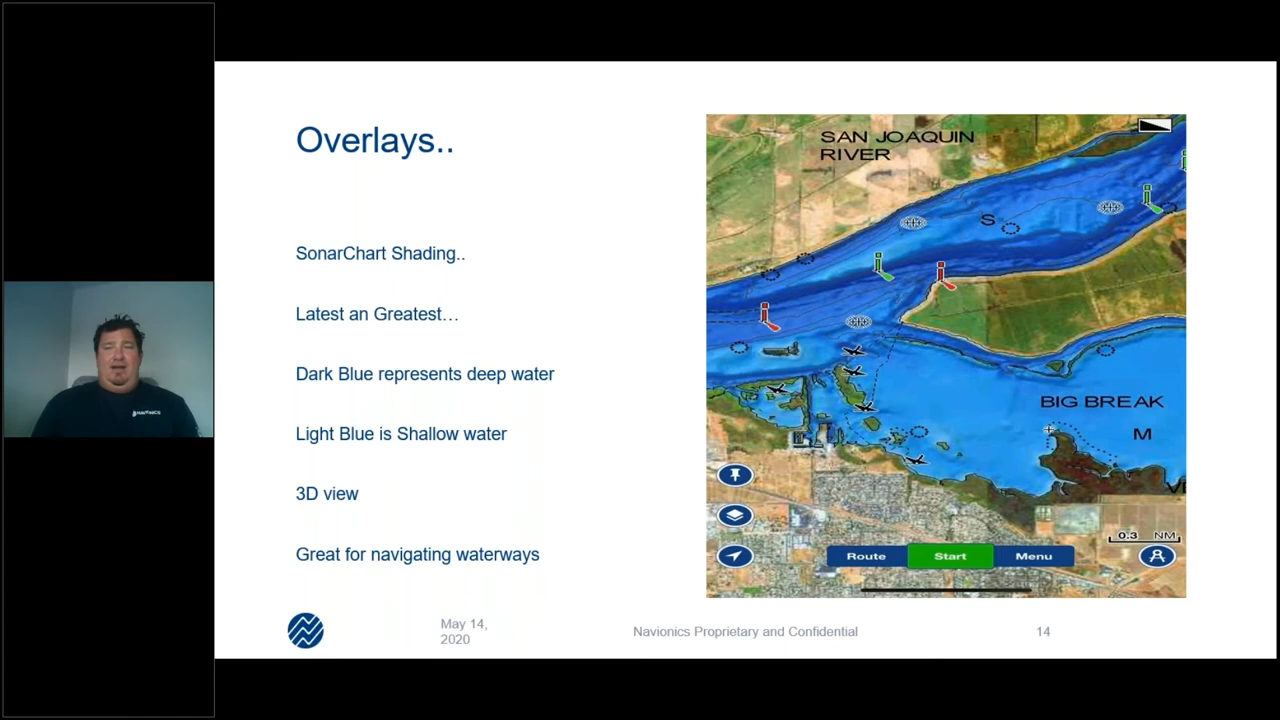 Overlays..
SonarChart Shading..
Latest an Greatest…
Dark Blue represents deep water
Light Blue is Shallow water
3D view
Great for navigating waterways
SAN JOAQUIN
RIVER
S
BIG BREAK
M
0.3 NM
Route Start Menu
NAVIONICS
May 14,
2020
Navionics Proprietary and Confidential
14